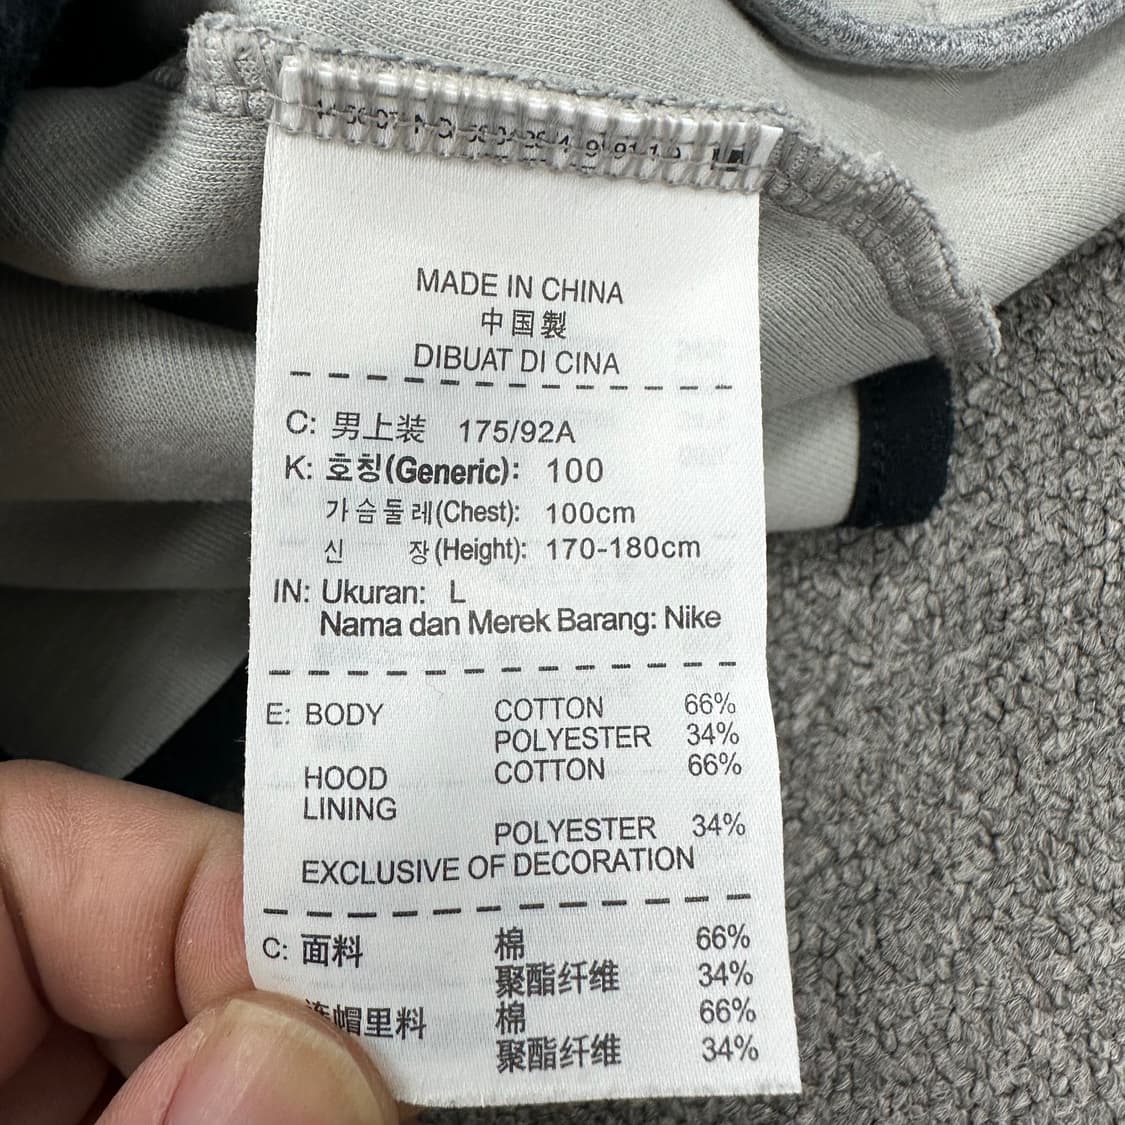 MADE IN CHINA
中国製
DIBUAT DI CINA
C: 男上装 175/92A
K: 호칭(Generic): 100
가슴둘레(Chest): 100cm
신 장(Height): 170-180cm
IN: Ukuran: L
Nama dan Merek Barang: Nike
E: BODY COTTON 66%
POLYESTER 34%
HOOD COTTON 66%
LINING
POLYESTER 34%
EXCLUSIVE OF DECORATION
C: 面料 棉 66%
聚酯纤维 34%
连帽里料 棉 66%
聚酯纤维 34%